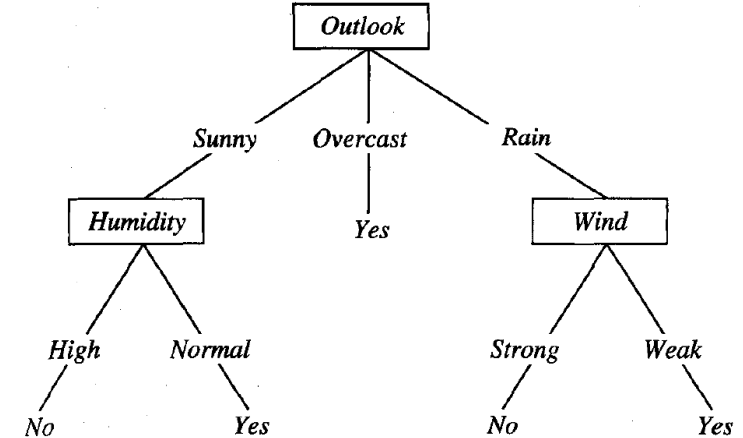 Outlook
Sunny Overcast Rain
Humidity Yes Wind
High Normal Strong Weak
No Yes No Yes